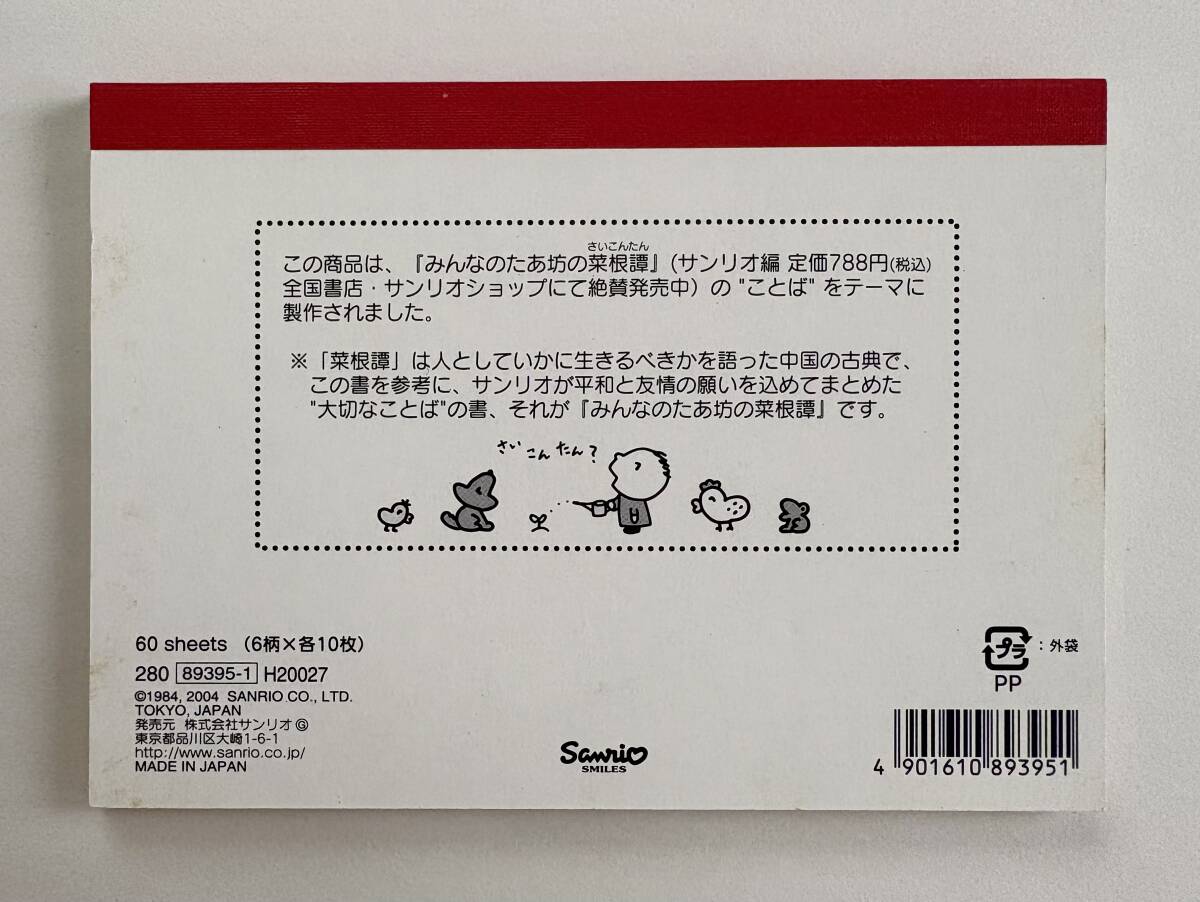 さいこんたん
この商品は、『みんなのたあ坊の菜根譚』(サンリオ編 定価788円(税込)
全国書店・サンリオショップにて絶賛発売中）の "ことば" をテーマに
製作されました。
※「菜根譚」は人としていかに生きるべきかを語った中国の古典で、
この書を参考に、サンリオが平和と友情の願いを込めてまとめた
"大切なことば"の書、それが『みんなのたあ坊の菜根譚』です。
さいこんたん?
60 sheets （6柄×各10枚）
280 89395-1 H20027
©1984, 2004 SANRIO CO., LTD.
TOKYO, JAPAN
発売元 株式会社サンリオ Ⓖ
東京都品川区大崎1-6-1
http://www.sanrio.co.jp/
MADE IN JAPAN
Sanrio
SMILES
プラ : 外袋
PP
4 901610 893951